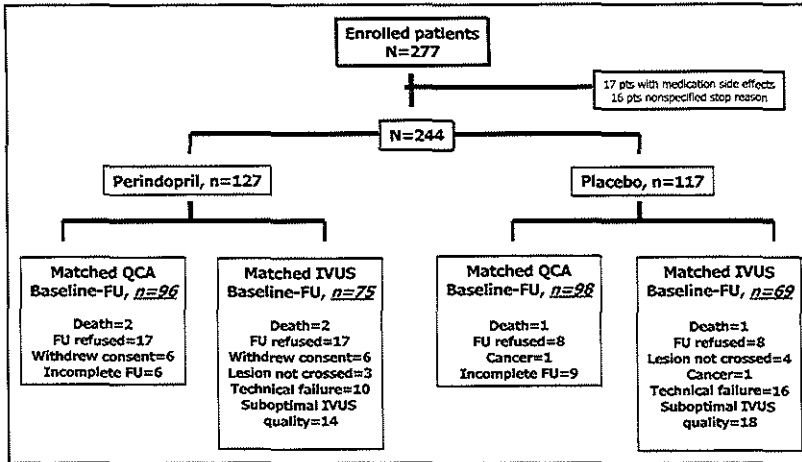 Enrolled patients
N=277
17 pts with medication side effects
16 pts nonspecified stop reason
N=244
Perindopril, n=127
Placebo, n=117
Matched QCA
Baseline-FU, n=96
Death=2
FU refused=17
Withdrew consent=6
Incomplete FU=6
Matched IVUS
Baseline-FU, n=75
Death=2
FU refused=17
Withdrew consent=6
Lesion not crossed=3
Technical failure=10
Suboptimal IVUS
quality=14
Matched QCA
Baseline-FU, n=98
Death=1
FU refused=8
Cancer=1
Incomplete FU=9
Matched IVUS
Baseline-FU, n=69
Death=1
FU refused=8
Lesion not crossed=4
Cancer=1
Technical failure=16
Suboptimal IVUS
quality=18